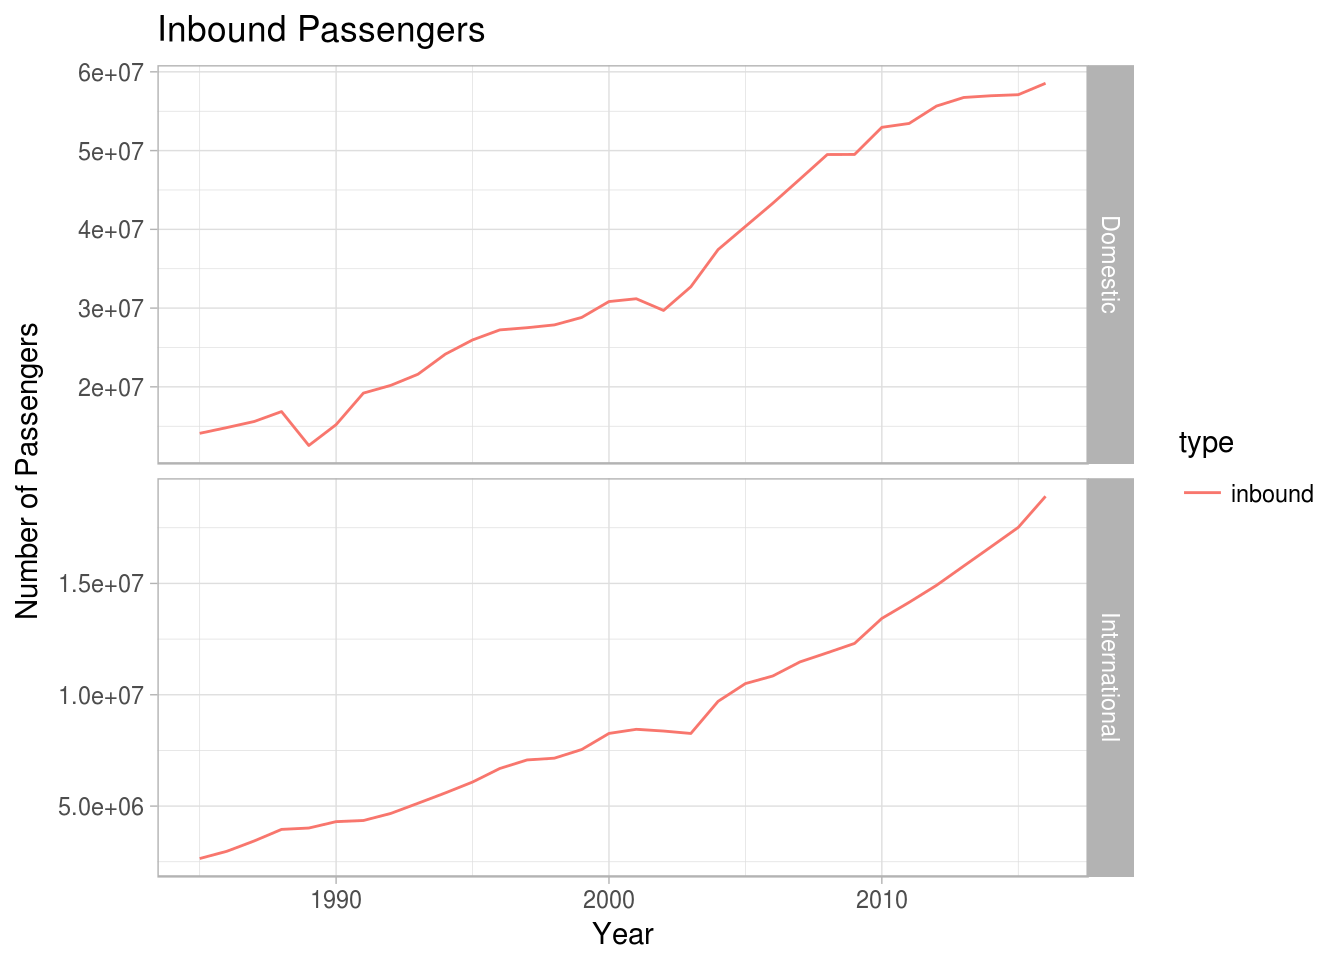 Inbound Passengers
Number of Passengers
6e+07
5e+07
4e+07
3e+07
2e+07
Domestic
1.5e+07
1.0e+07
5.0e+06
International
1990
2000
2010
Year
type
inbound